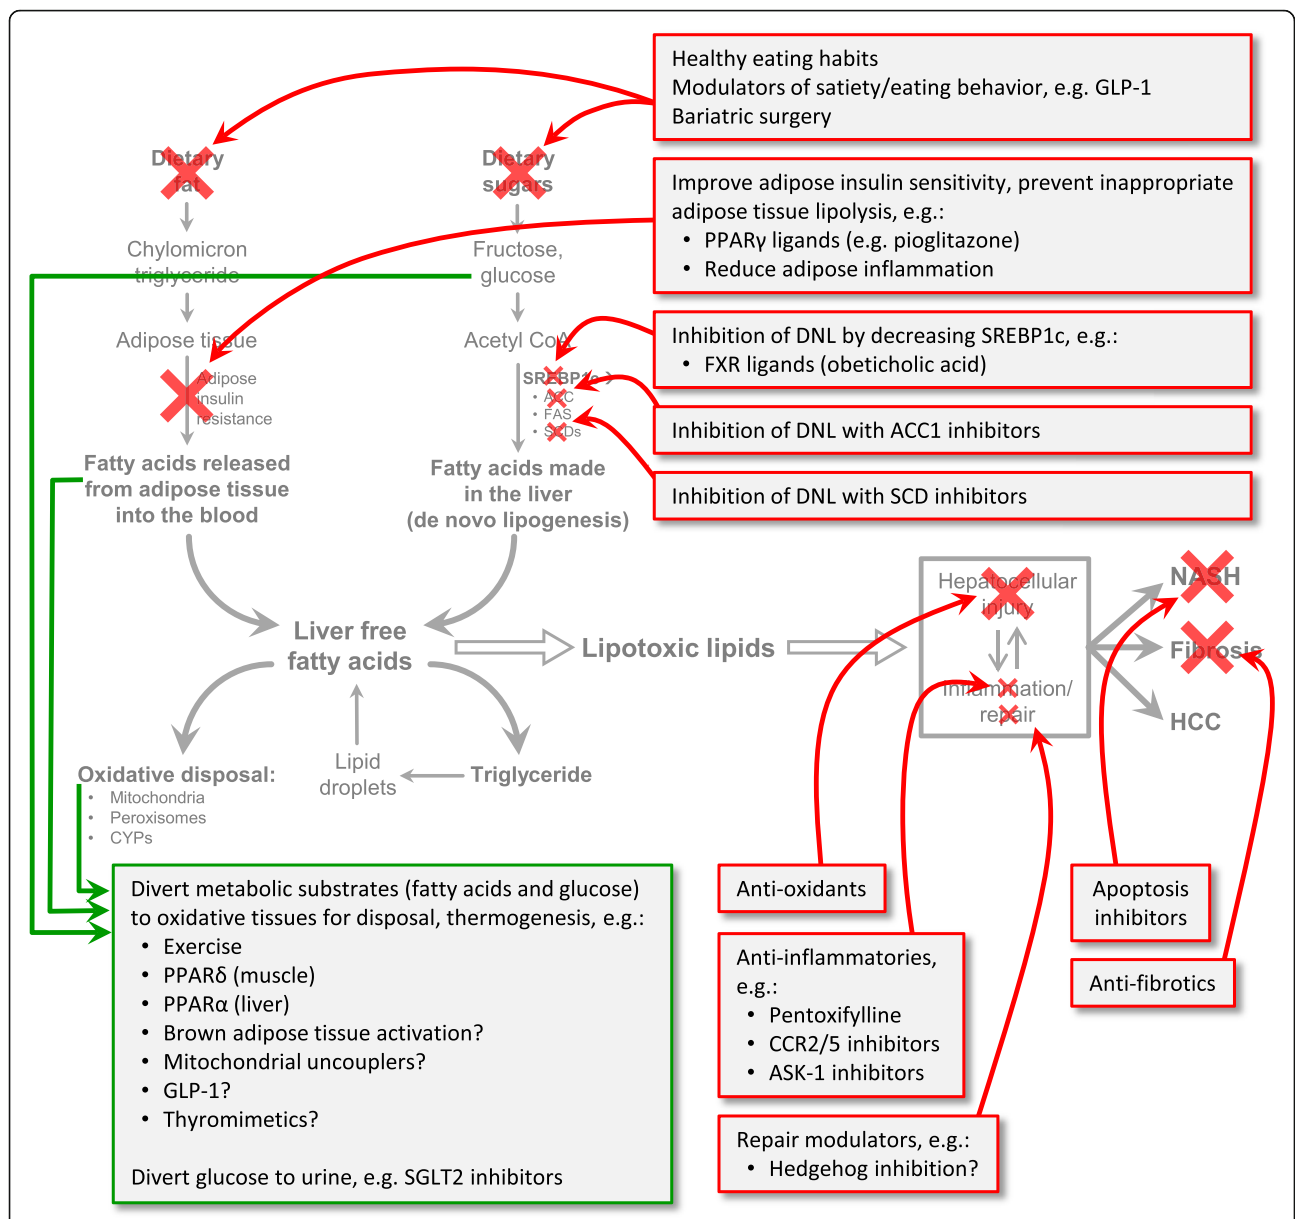 Healthy eating habits
Modulators of satiety/eating behavior, e.g. GLP-1
Bariatric surgery
Dietary
fat
Dietary
sugars
Improve adipose insulin sensitivity, prevent inappropriate
adipose tissue lipolysis, e.g.:
• PPARγ ligands (e.g. pioglitazone)
• Reduce adipose inflammation
Chylomicron
triglyceride
Fructose,
glucose
Adipose tissue
Acetyl CoA
Inhibition of DNL by decreasing SREBP1c, e.g.:
• FXR ligands (obeticholic acid)
Adipose
insulin
resistance
SREBP1c →
• ACC
• FAS
• SCDs
Inhibition of DNL with ACC1 inhibitors
Inhibition of DNL with SCD inhibitors
Fatty acids released
from adipose tissue
into the blood
Fatty acids made
in the liver
(de novo lipogenesis)
Liver free
fatty acids
Lipotoxic lipids
Hepatocellular
injury
Inflammation/
repair
NASH
Fibrosis
HCC
Oxidative disposal:
• Mitochondria
• Peroxisomes
• CYPs
Lipid
droplets
Triglyceride
Divert metabolic substrates (fatty acids and glucose)
to oxidative tissues for disposal, thermogenesis, e.g.:
• Exercise
• PPARδ (muscle)
• PPARα (liver)
• Brown adipose tissue activation?
• Mitochondrial uncouplers?
• GLP-1?
• Thyromimetics?
Divert glucose to urine, e.g. SGLT2 inhibitors
Anti-oxidants
Anti-inflammatories,
e.g.:
• Pentoxifylline
• CCR2/5 inhibitors
• ASK-1 inhibitors
Repair modulators, e.g.:
• Hedgehog inhibition?
Apoptosis
inhibitors
Anti-fibrotics